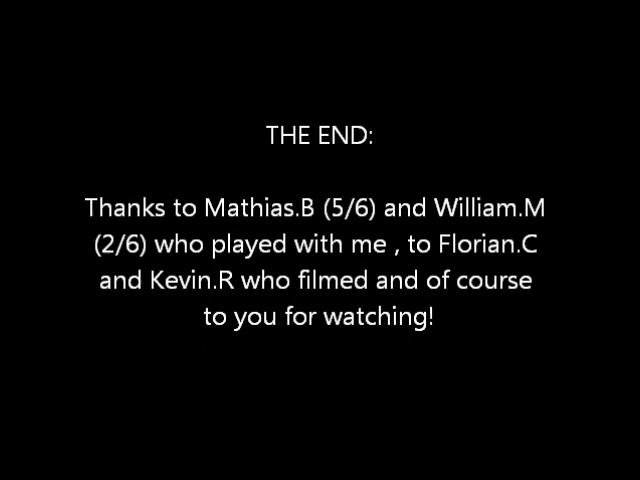 THE END:
Thanks to Mathias.B (5/6) and William.M
(2/6) who played with me , to Florian.C
and Kevin.R who filmed and of course
to you for watching!